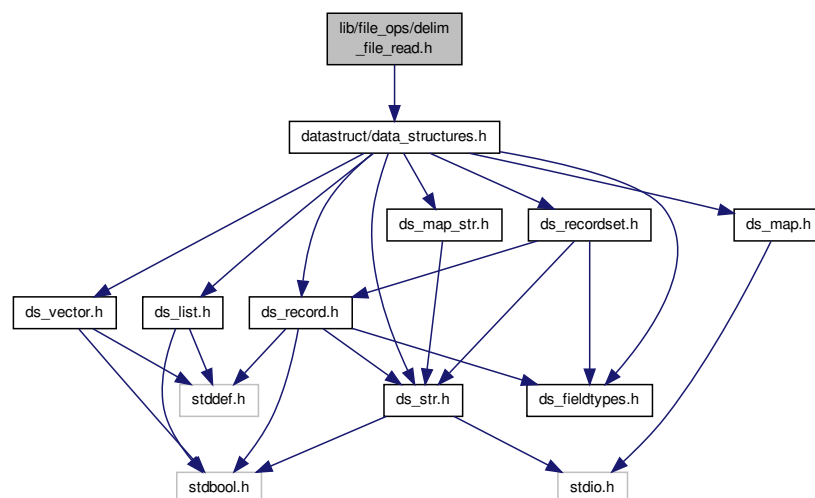 lib/file_ops/delim
_file_read.h
datastruct/data_structures.h
ds_map_str.h
ds_recordset.h
ds_map.h
ds_vector.h
ds_list.h
ds_record.h
stddef.h
ds_str.h
ds_fieldtypes.h
stdbool.h
stdio.h